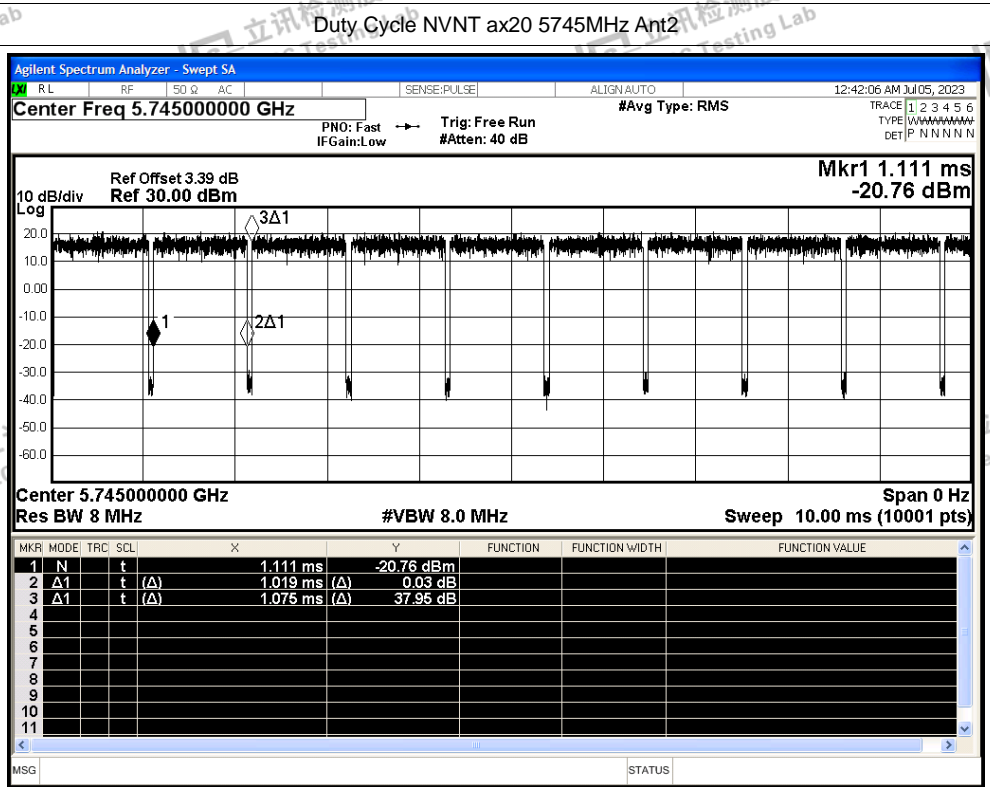 Duty Cycle NVNT ax20 5745MHz Ant2
Agilent Spectrum Analyzer - Swept SA
LXI RL RF 50 Ω AC SENSE:PULSE ALIGN AUTO 12:42:06 AM Jul 05, 2023
Center Freq 5.745000000 GHz #Avg Type: RMS TRACE 1 2 3 4 5 6
PNO: Fast Trig: Free Run TYPE
IFGain:Low #Atten: 40 dB DET P N N N N N
Mkr1 1.111 ms
-20.76 dBm
Ref Offset 3.39 dB
10 dB/div Ref 30.00 dBm
Log
3Δ1
20.0
10.0
0.00
-10.0
1
2Δ1
-20.0
-30.0
-40.0
-50.0
-60.0
Center 5.745000000 GHz Span 0 Hz
Res BW 8 MHz #VBW 8.0 MHz Sweep 10.00 ms (10001 pts)
MKR MODE TRC SCL X Y FUNCTION FUNCTION WIDTH FUNCTION VALUE
1 N t 1.111 ms -20.76 dBm
2 Δ1 t (Δ) 1.019 ms (Δ) 0.03 dB
3 Δ1 t (Δ) 1.075 ms (Δ) 37.95 dB
4
5
6
7
8
9
10
11
MSG STATUS